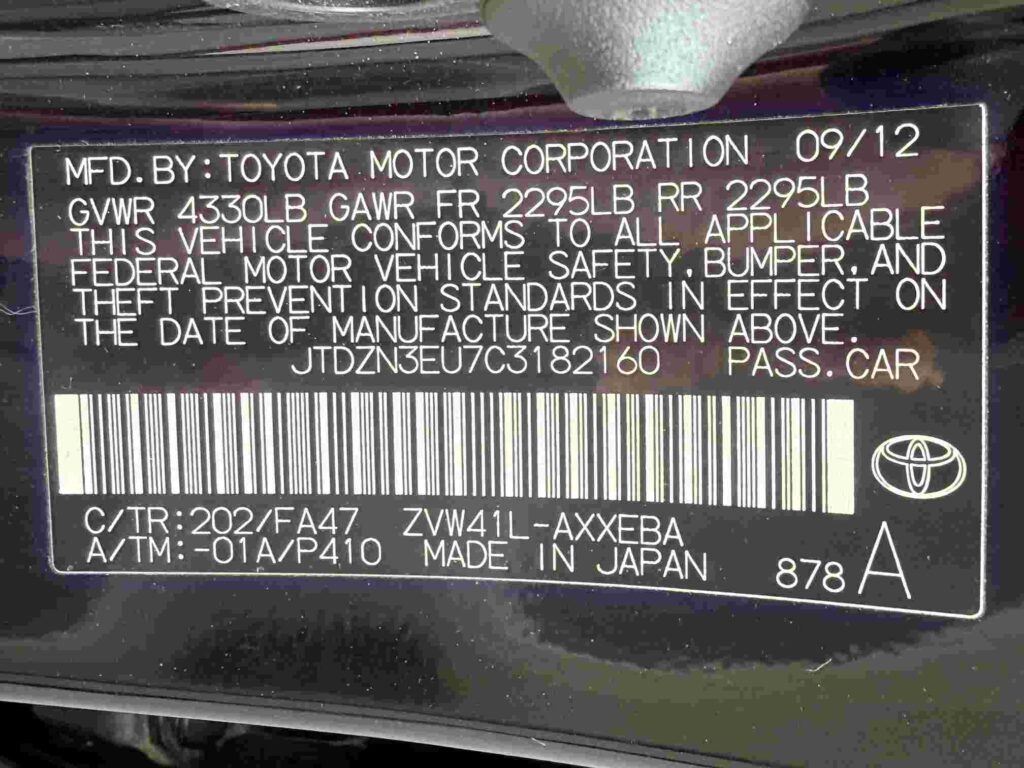 MFD. BY: TOYOTA MOTOR CORPORATION 09/12
GVWR 4330LB GAWR FR 2295LB RR 2295LB
THIS VEHICLE CONFORMS TO ALL APPLICABLE
FEDERAL MOTOR VEHICLE SAFETY, BUMPER, AND
THEFT PREVENTION STANDARDS IN EFFECT ON
THE DATE OF MANUFACTURE SHOWN ABOVE.
JTDZN3EU7C3182160 PASS. CAR
C/TR: 202/FA47 ZVW41L-AXXEBA
A/TM: -01A/P410 MADE IN JAPAN 878 A